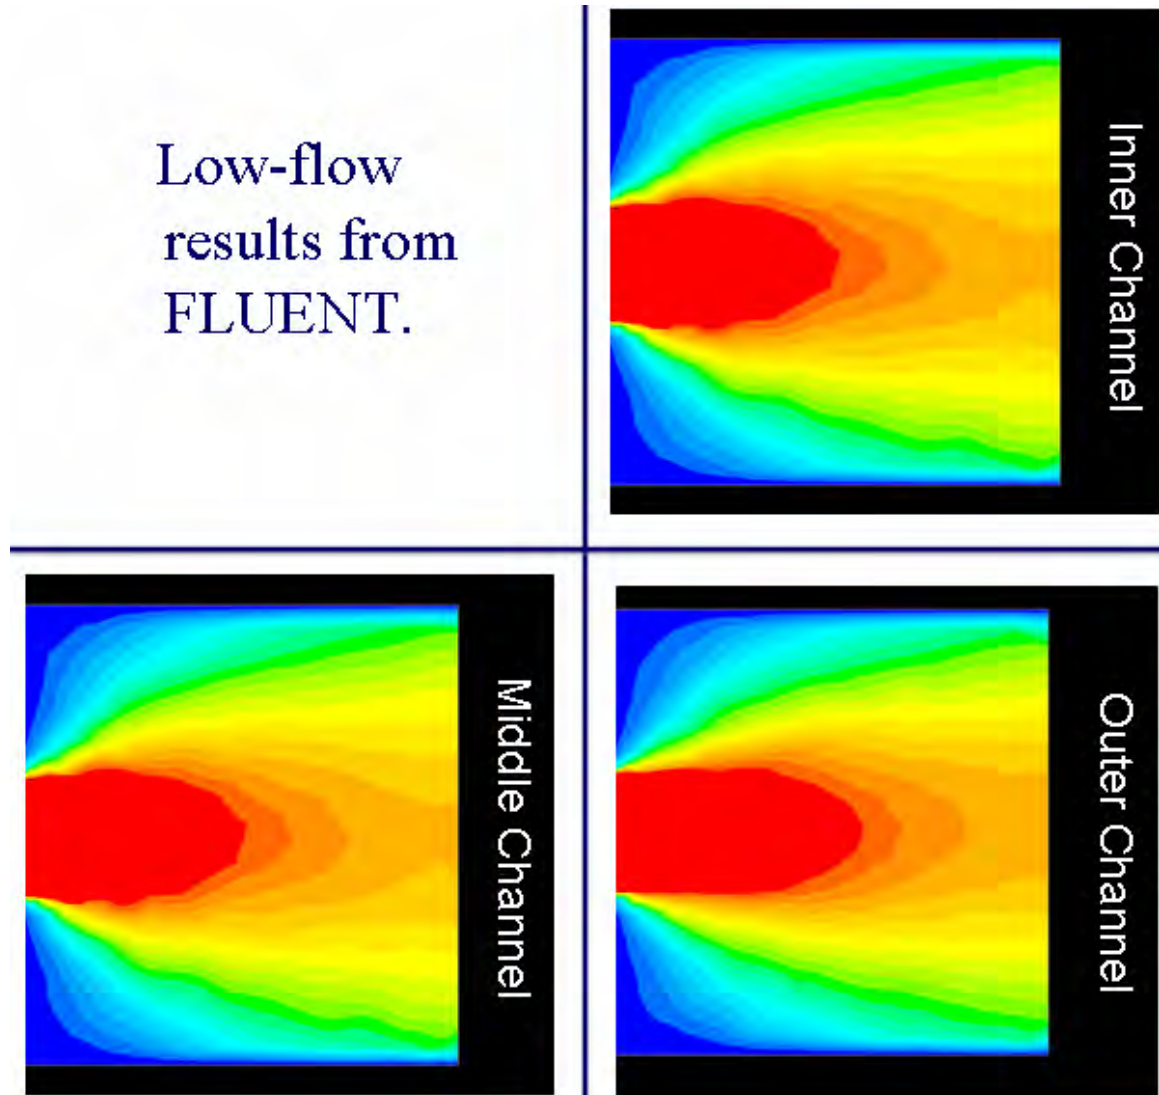 Low-flow
results from
FLUENT.
Inner Channel
Middle Channel
Outer Channel